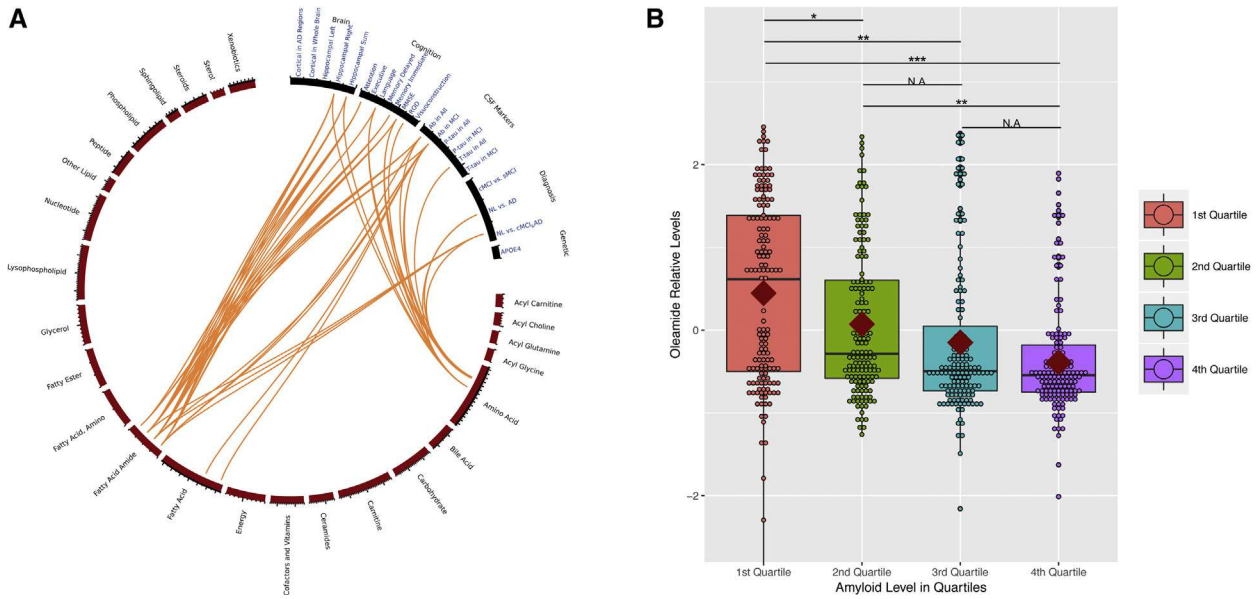 A
Brain
Cortical in AD Regions
Cortical in Whole Brain
Hippocampal Left
Hippocampal Right
Hippocampal Sum
Cognition
Attention
Executive
Language
Memory Delayed
Memory Immediate
MMSE
ROD
Visuoconstruction
CSF Markers
Ab in All
Ab in MCI
P-tau in All
P-tau in MCI
T-tau in All
T-tau in MCI
Diagnosis
cMCI vs. sMCI
NL vs. AD
NL vs. cMCI,AD
Genetic
APOE4
Acyl Carnitine
Acyl Choline
Acyl Glutamine
Acyl Glycine
Amino Acid
Bile Acid
Carbohydrate
Carnitine
Ceramides
Cofactors and Vitamins
Energy
Fatty Acid
Fatty Acid Amide
Fatty Acid, Amino
Fatty Ester
Glycerol
Lysophospholipid
Nucleotide
Other Lipid
Peptide
Phospholipid
Sphingolipid
Steroids
Sterol
Xenobiotics
B
*
**
***
N A
**
N.A
2
0
−2
Oleamide Relative Levels
1st Quartile
2nd Quartile
3rd Quartile
4th Quartile
Amyloid Level in Quartiles
1st Quartile
2nd Quartile
3rd Quartile
4th Quartile